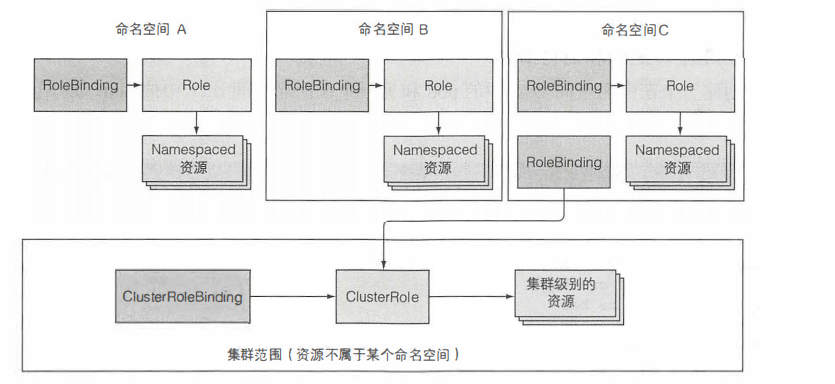 命名空间 A
命名空间 B
命名空间C
RoleBinding
Role
RoleBinding
Role
RoleBinding
Role
Namespaced
资源
Namespaced
资源
RoleBinding
Namespaced
资源
ClusterRoleBinding
ClusterRole
集群级别的
资源
集群范围（资源不属于某个命名空间）